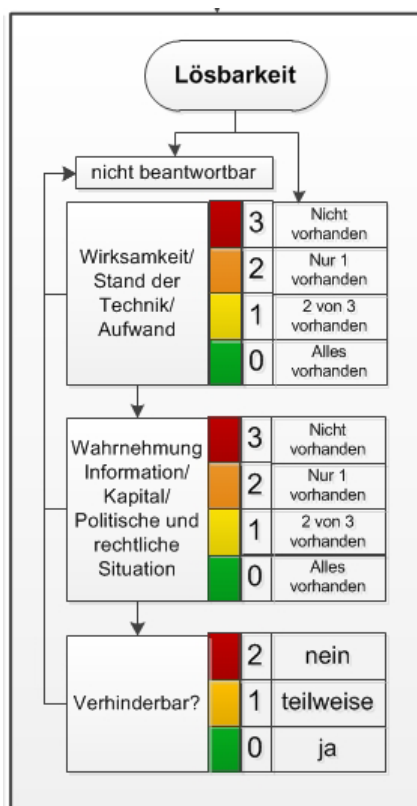 Lösbarkeit
nicht beantwortbar
Wirksamkeit/
Stand der
Technik/
Aufwand
3
Nicht
vorhanden
2
Nur 1
vorhanden
1
2 von 3
vorhanden
0
Alles
vorhanden
Wahrnehmung
Information/
Kapital/
Politische und
rechtliche
Situation
3
Nicht
vorhanden
2
Nur 1
vorhanden
1
2 von 3
vorhanden
0
Alles
vorhanden
Verhinderbar?
2
nein
1
teilweise
0
ja